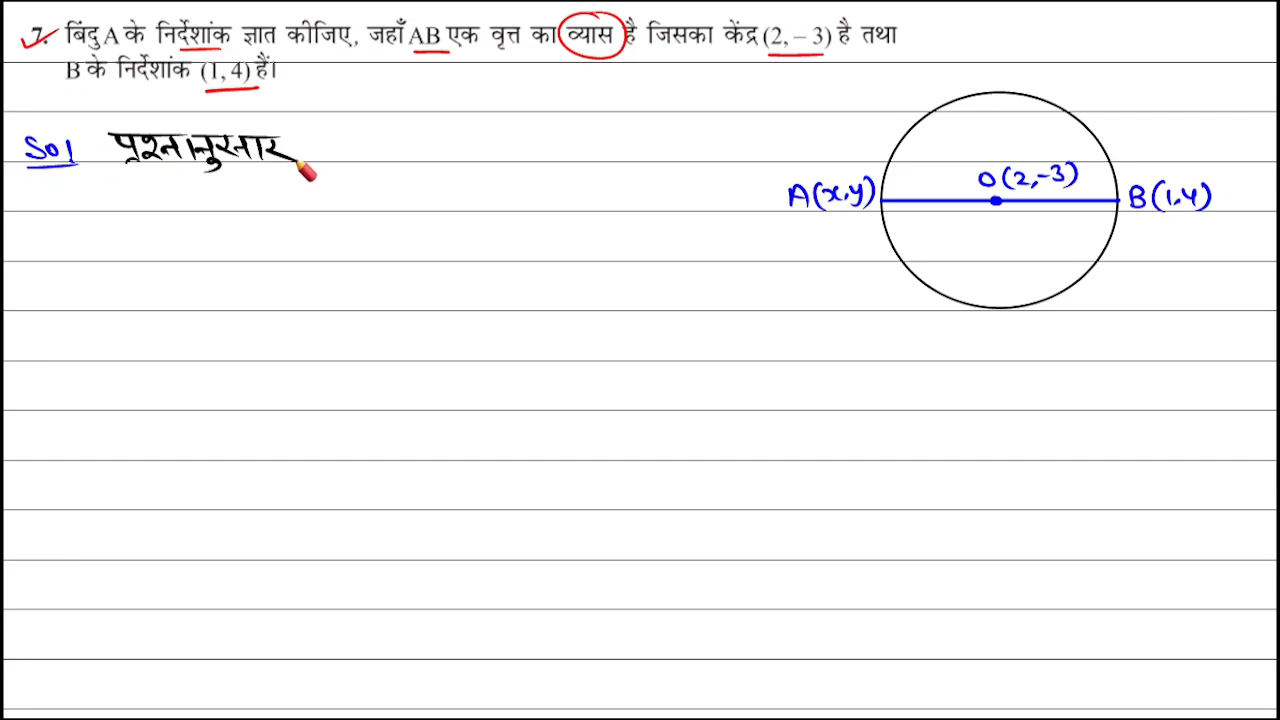 7. बिंदु A के निर्देशांक ज्ञात कीजिए, जहाँ AB एक वृत्त का व्यास है जिसका केंद्र (2, – 3) है तथा
B के निर्देशांक (1, 4) हैं।
Sol प्रश्नानुसार
O(2,-3)
A(x,y) B(1,4)